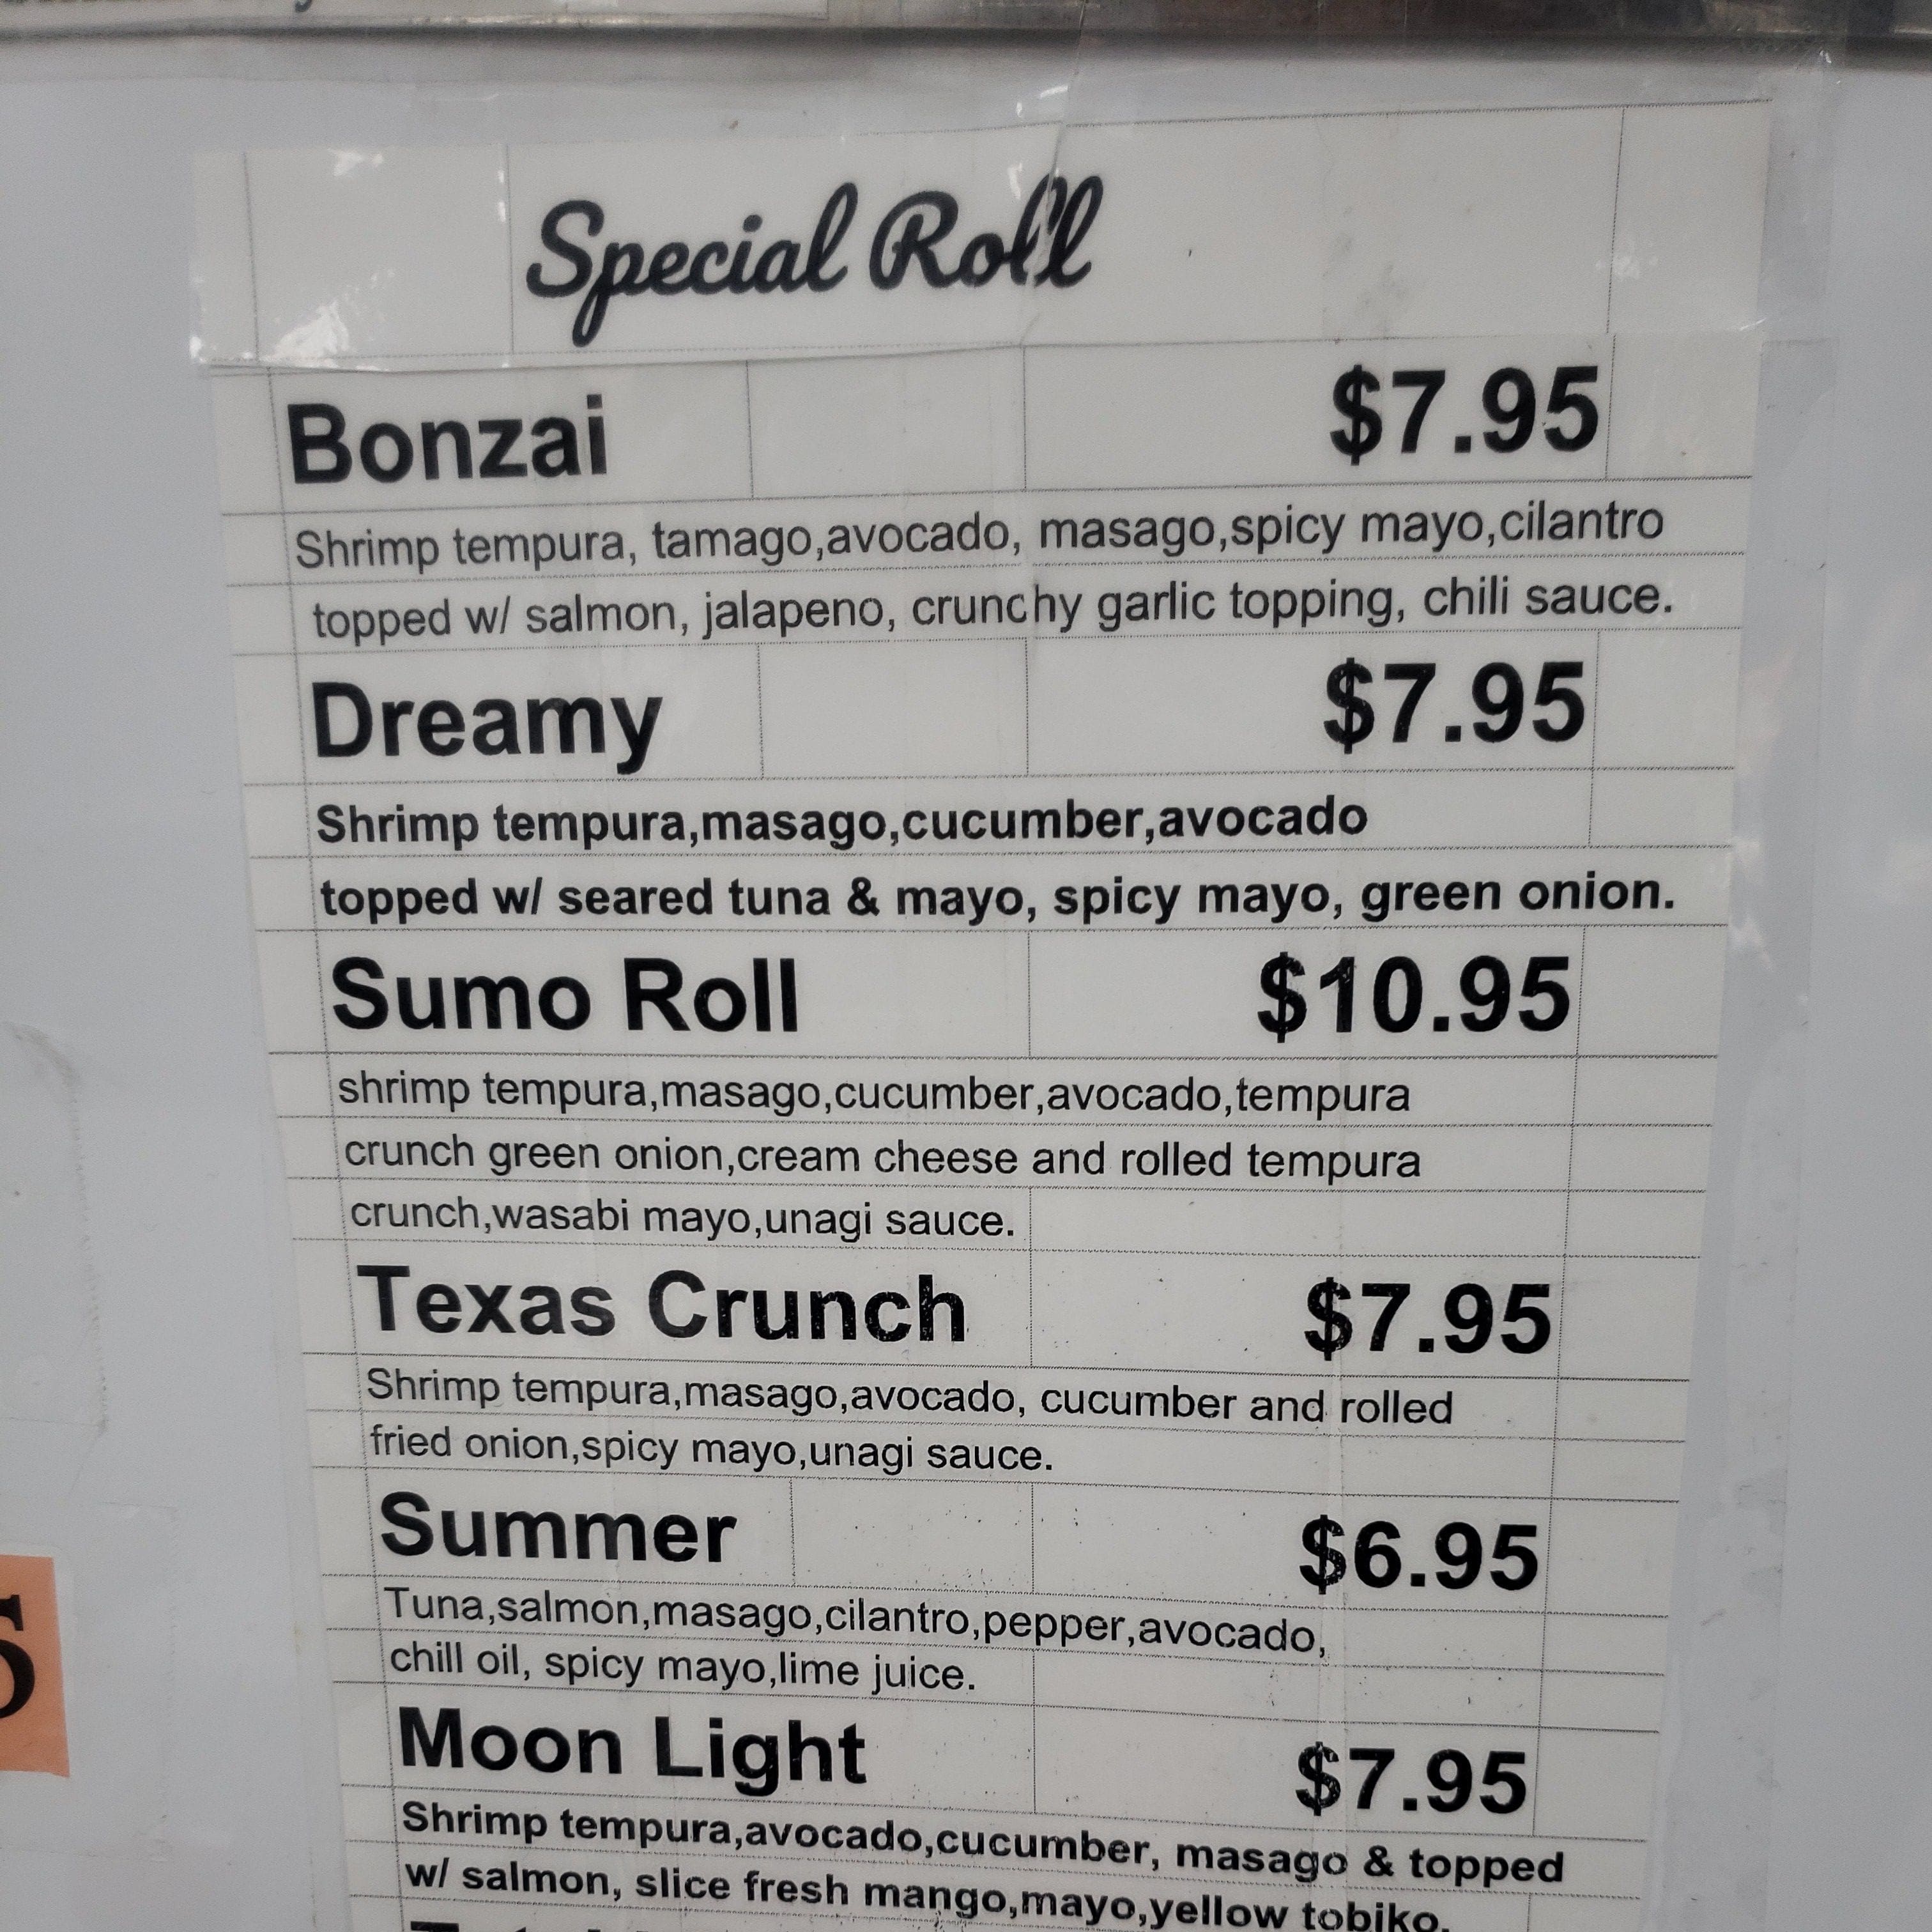 Special Roll
Bonzai $7.95
Shrimp tempura, tamago,avocado, masago,spicy mayo,cilantro
topped w/ salmon, jalapeno, crunchy garlic topping, chili sauce.
Dreamy $7.95
Shrimp tempura,masago,cucumber,avocado
topped w/ seared tuna & mayo, spicy mayo, green onion.
Sumo Roll $10.95
shrimp tempura,masago,cucumber,avocado,tempura
crunch green onion,cream cheese and rolled tempura
crunch,wasabi mayo,unagi sauce.
Texas Crunch $7.95
Shrimp tempura,masago,avocado, cucumber and rolled
fried onion,spicy mayo,unagi sauce.
Summer $6.95
Tuna,salmon,masago,cilantro,pepper,avocado,
chill oil, spicy mayo,lime juice.
Moon Light $7.95
Shrimp tempura,avocado,cucumber, masago & topped
w/ salmon, slice fresh mango,mayo,yellow tobiko.